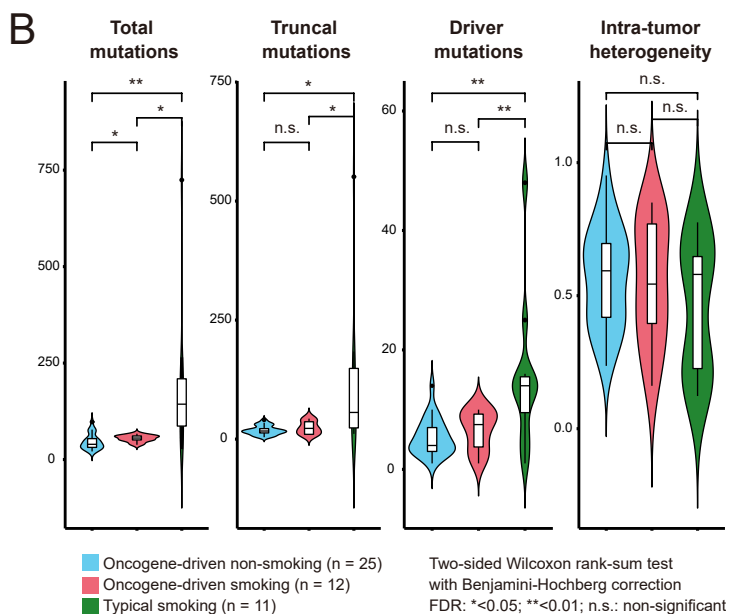 B
Total mutations
Truncal mutations
Driver mutations
Intra-tumor heterogeneity
**
*
*
750
500
250
0
*
*
n.s.
750
500
250
0
**
**
n.s.
60
40
20
0
n.s.
n.s.
n.s.
1.0
0.5
0.0
Oncogene-driven non-smoking (n = 25)
Oncogene-driven smoking (n = 12)
Typical smoking (n = 11)
Two-sided Wilcoxon rank-sum test
with Benjamini-Hochberg correction
FDR: *<0.05; **<0.01; n.s.: non-significant